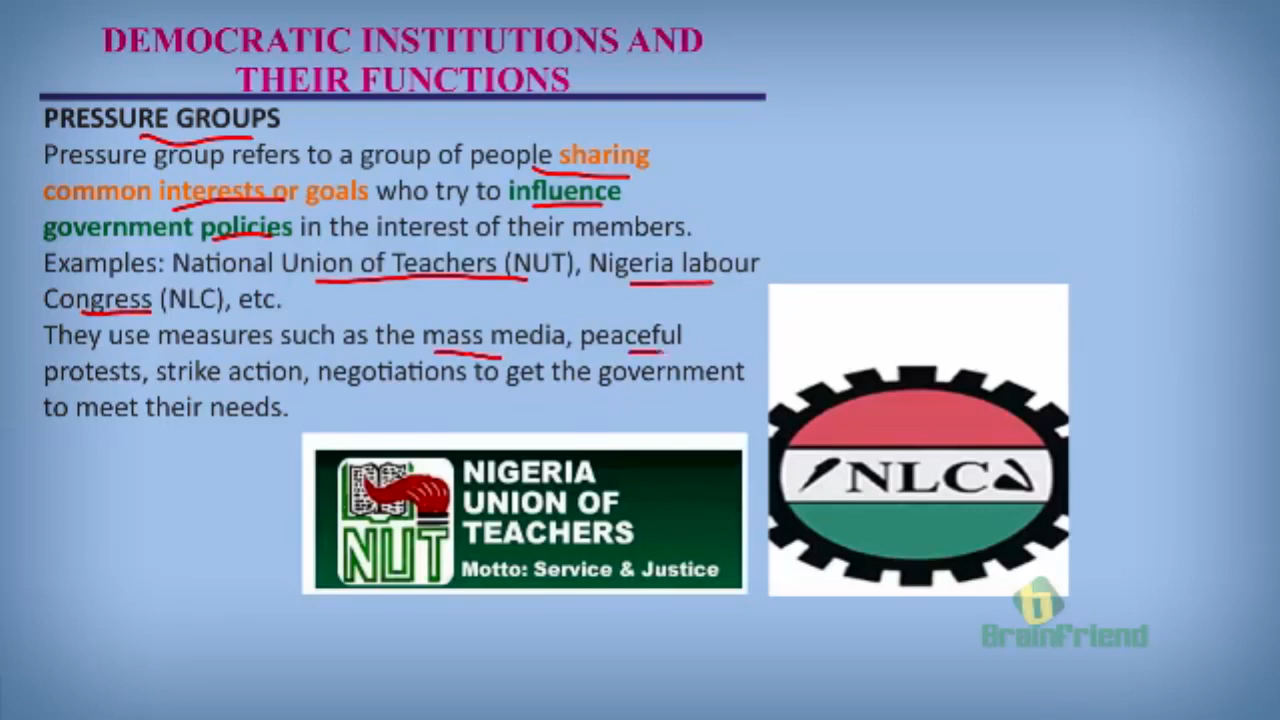 DEMOCRATIC INSTITUTIONS AND
THEIR FUNCTIONS
PRESSURE GROUPS
Pressure group refers to a group of people sharing
common interests or goals who try to influence
government policies in the interest of their members.
Examples: National Union of Teachers (NUT), Nigeria labour
Congress (NLC), etc.
They use measures such as the mass media, peaceful
protests, strike action, negotiations to get the government
to meet their needs.
NUT
NIGERIA
UNION OF
TEACHERS
Motto: Service & Justice
NLC
BrainFriend